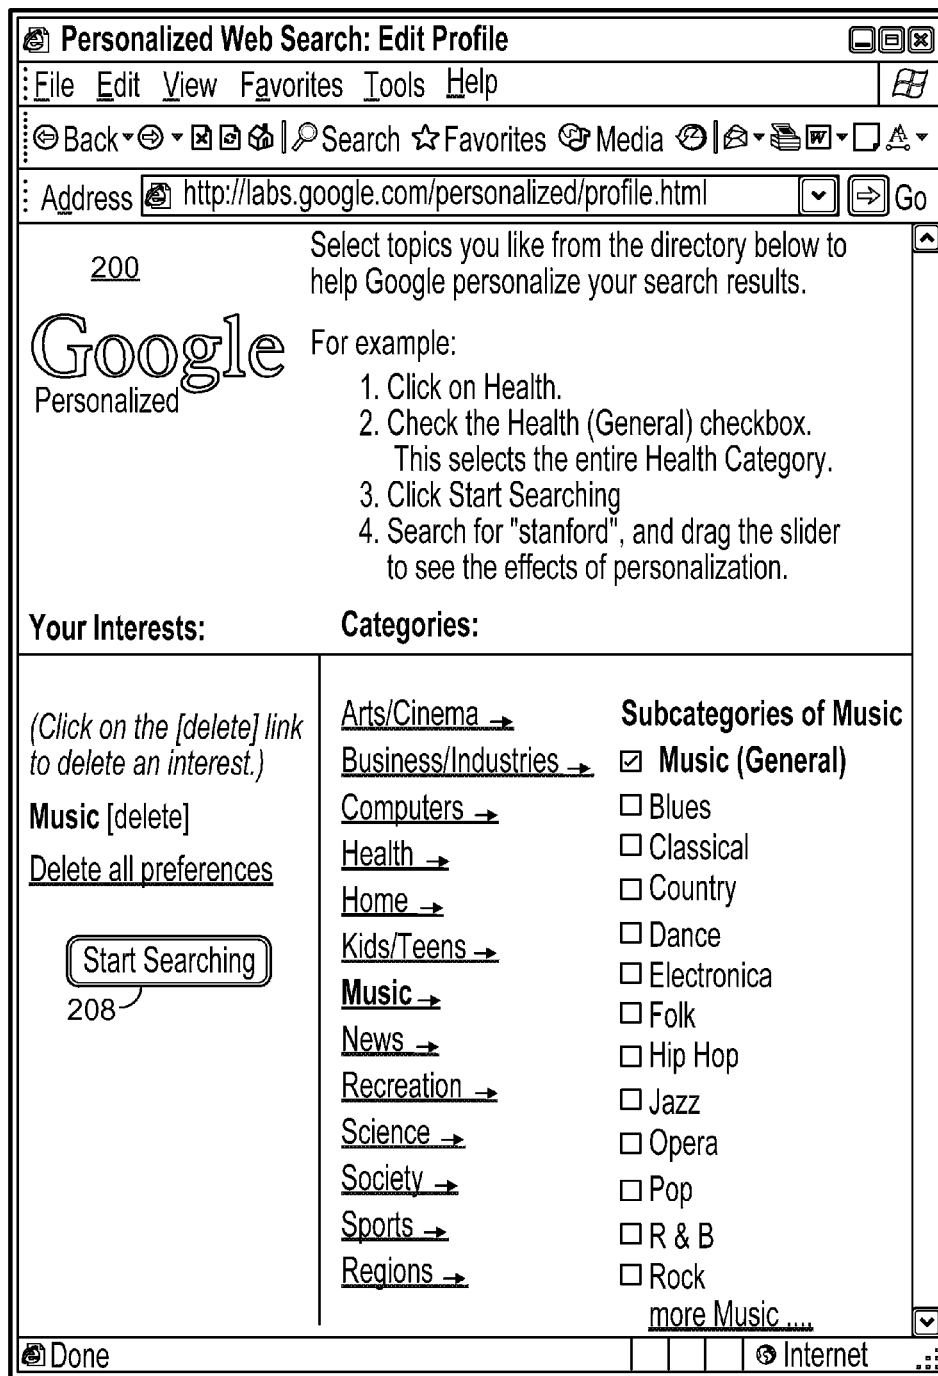 Personalized Web Search: Edit Profile
File Edit View Favorites Tools Help
Back Search Favorites Media W A
Address http://labs.google.com/personalized/profile.html Go
200
Google
Personalized
Select topics you like from the directory below to
help Google personalize your search results.
For example:
1. Click on Health.
2. Check the Health (General) checkbox.
This selects the entire Health Category.
3. Click Start Searching
4. Search for "stanford", and drag the slider
to see the effects of personalization.
Your Interests:
(Click on the [delete] link
to delete an interest.)
Music [delete]
Delete all preferences
Start Searching
208
Categories:
Arts/Cinema
Business/Industries
Computers
Health
Home
Kids/Teens
Music
News
Recreation
Science
Society
Sports
Regions
Subcategories of Music
Music (General)
Blues
Classical
Country
Dance
Electronica
Folk
Hip Hop
Jazz
Opera
Pop
R & B
Rock
more Music ....
Done Internet